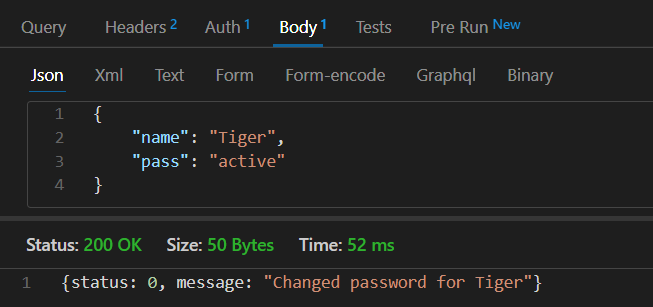 Query Headers 2 Auth 1 Body 1 Tests Pre Run New
Json Xml Text Form Form-encode Graphql Binary
1 {
2 "name": "Tiger",
3 "pass": "active"
4 }
Status: 200 OK Size: 50 Bytes Time: 52 ms
1 {status: 0, message: "Changed password for Tiger"}